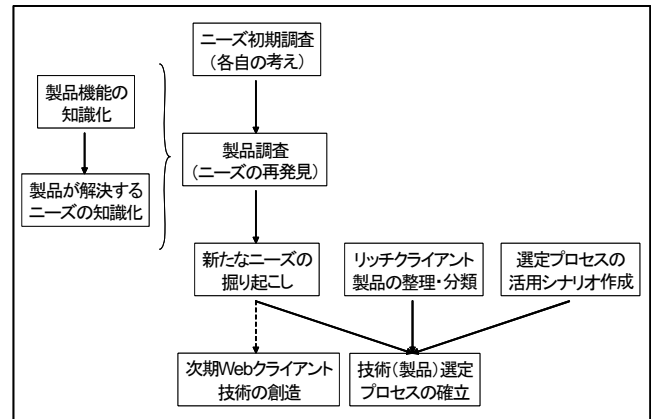 ニーズ初期調査
(各自の考え)
製品機能の
知識化
製品調査
(ニーズの再発見)
製品が解決する
ニーズの知識化
新たなニーズの
掘り起こし
リッチクライアント
製品の整理・分類
選定プロセスの
活用シナリオ作成
次期Webクライアント
技術の創造
技術(製品)選定
プロセスの確立